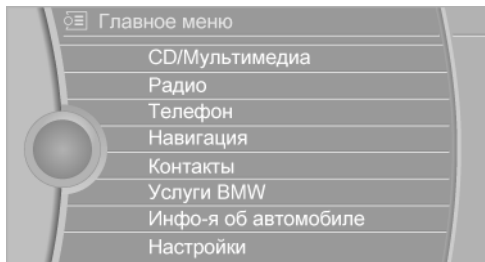 Главное меню
CD/Мультимедиа
Радио
Телефон
Навигация
Контакты
Услуги BMW
Инфо-я об автомобиле
Настройки